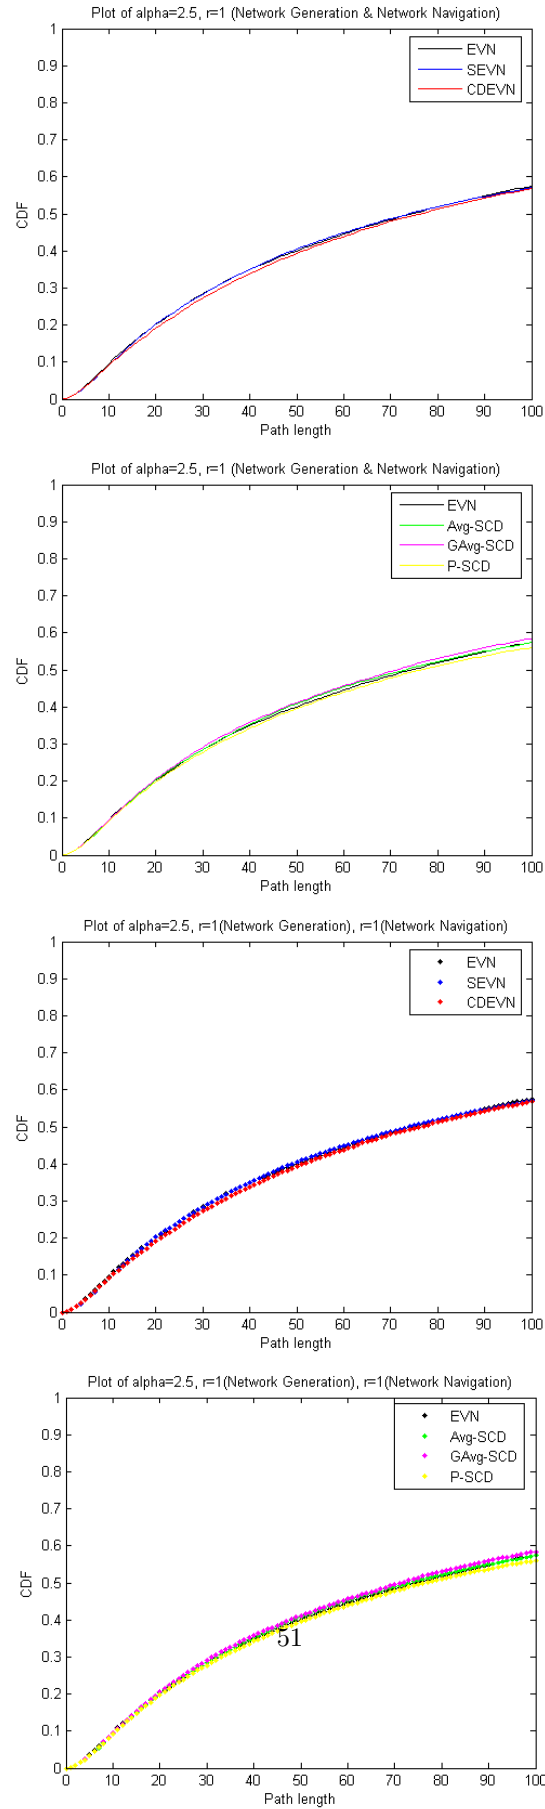 Plot of alpha=2.5, r=1 (Network Generation & Network Navigation)
1
0.9
0.8
0.7
0.6
0.5
0.4
0.3
0.2
0.1
0
CDF
EVN
SEVN
CDEVN
0 10 20 30 40 50 60 70 80 90 100
Path length
Plot of alpha=2.5, r=1 (Network Generation & Network Navigation)
1
0.9
0.8
0.7
0.6
0.5
0.4
0.3
0.2
0.1
0
CDF
EVN
Avg-SCD
GAvg-SCD
P-SCD
0 10 20 30 40 50 60 70 80 90 100
Path length
Plot of alpha=2.5, r=1(Network Generation), r=1(Network Navigation)
1
0.9
0.8
0.7
0.6
0.5
0.4
0.3
0.2
0.1
0
CDF
EVN
SEVN
CDEVN
0 10 20 30 40 50 60 70 80 90 100
Path length
Plot of alpha=2.5, r=1(Network Generation), r=1(Network Navigation)
1
0.9
0.8
0.7
0.6
0.5
0.4
0.3
0.2
0.1
0
CDF
EVN
Avg-SCD
GAvg-SCD
P-SCD
51
0 10 20 30 40 50 60 70 80 90 100
Path length